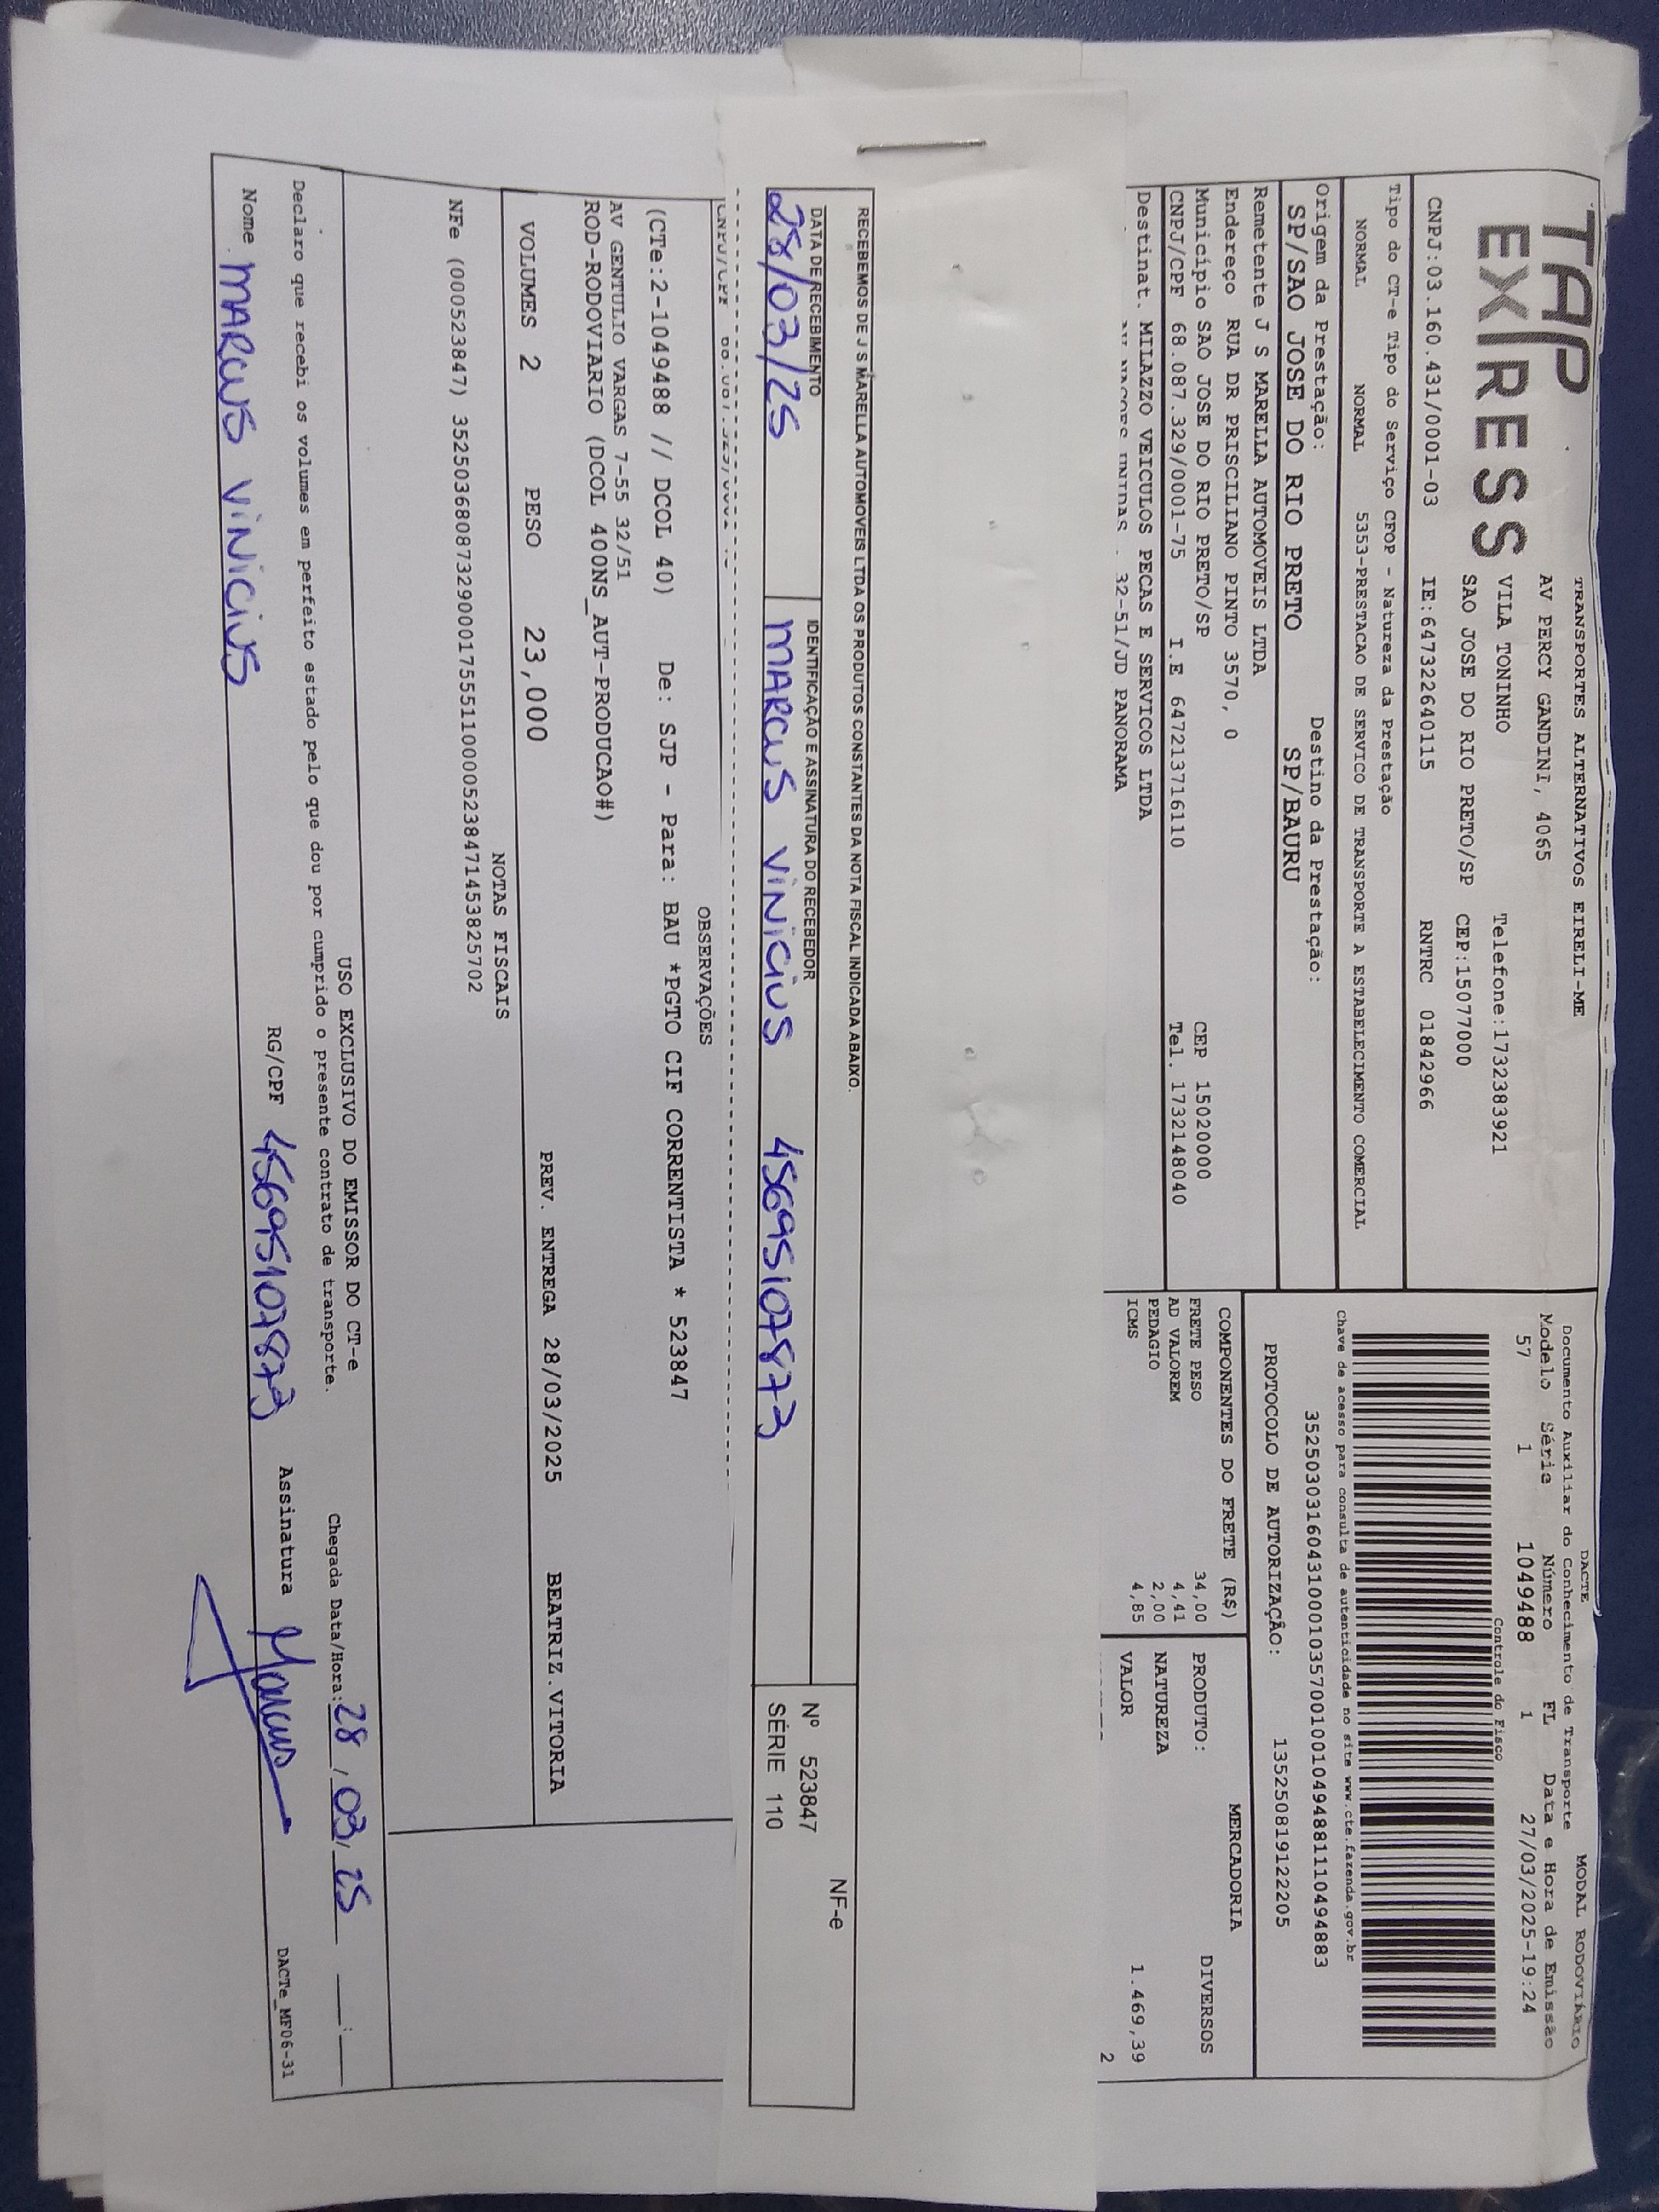 TAP
EXPRESS
TRANSPORTES ALTERNATIVOS EIRELI-ME
AV PERCY GANDINI, 4065
VILA TONINHO Telefone:1732383921
SAO JOSE DO RIO PRETO/SP CEP:15077000
CNPJ:03.160.431/0001-03 IE:647322640115 RNTRC 01842966
DACTE MODAL RODOVIÁRIO
Documento Auxiliar do Conhecimento de Transporte
Modelo Série Número FL Data e Hora de Emissão
57 1 1049488 1 27/03/2025-19:24
Controle do Fisco
Chave de acesso para consulta de autenticidade no site www.cte.fazenda.gov.br
35250303160431000103570010010494881110494883
PROTOCOLO DE AUTORIZAÇÃO: 135250819122205
Tipo do CT-e Tipo do Serviço CFOP - Natureza da Prestação
NORMAL NORMAL 5353-PRESTACAO DE SERVICO DE TRANSPORTE A ESTABELECIMENTO COMERCIAL
Origem da Prestação: Destino da Prestação:
SP/SAO JOSE DO RIO PRETO SP/BAURU
Remetente J S MARELLA AUTOMOVEIS LTDA
Endereço RUA DR PRISCILIANO PINTO 3570, 0
Município SAO JOSE DO RIO PRETO/SP CEP 15020000
CNPJ/CPF 68.087.329/0001-75 I.E 647213716110 Tel. 1732148040
Destinat. MILAZZO VEICULOS PECAS E SERVICOS LTDA
NACOES UNIDAS , 32-51/JD PANORAMA
COMPONENTES DO FRETE (R$)
FRETE PESO 34,00
AD VALOREM 4,41
PEDAGIO 2,00
ICMS 4,85
MERCADORIA
PRODUTO: DIVERSOS
NATUREZA
VALOR 1.469,39
2
RECEBEMOS DE J S MARELLA AUTOMOVEIS LTDA OS PRODUTOS CONSTANTES DA NOTA FISCAL INDICADA ABAIXO.
DATA DE RECEBIMENTO IDENTIFICAÇÃO E ASSINATURA DO RECEBEDOR
28/03/25 MARCUS VINICIUS 45695107873
NF-e
Nº 523847
SÉRIE 110
CNPJ/CPF
OBSERVAÇÕES
(CTe:2-1049488 // DCOL 40) De: SJP - Para: BAU *PGTO CIF CORRENTISTA * 523847
AV GENTULIO VARGAS 7-55 32/51
ROD-RODOVIARIO (DCOL 400NS_AUT-PRODUCAO#)
VOLUMES 2 PESO 23,000 PREV. ENTREGA 28/03/2025 BEATRIZ.VITORIA
NOTAS FISCAIS
NFe (000523847) 35250368087329000175551100005238471453825702
USO EXCLUSIVO DO EMISSOR DO CT-e
Declaro que recebi os volumes em perfeito estado pelo que dou por cumprido o presente contrato de transporte.
Chegada Data/Hora: 28/03/25 __:__
Nome MARCUS VINICIUS RG/CPF 45695107873 Assinatura Marcus
DACTe_MF06-31